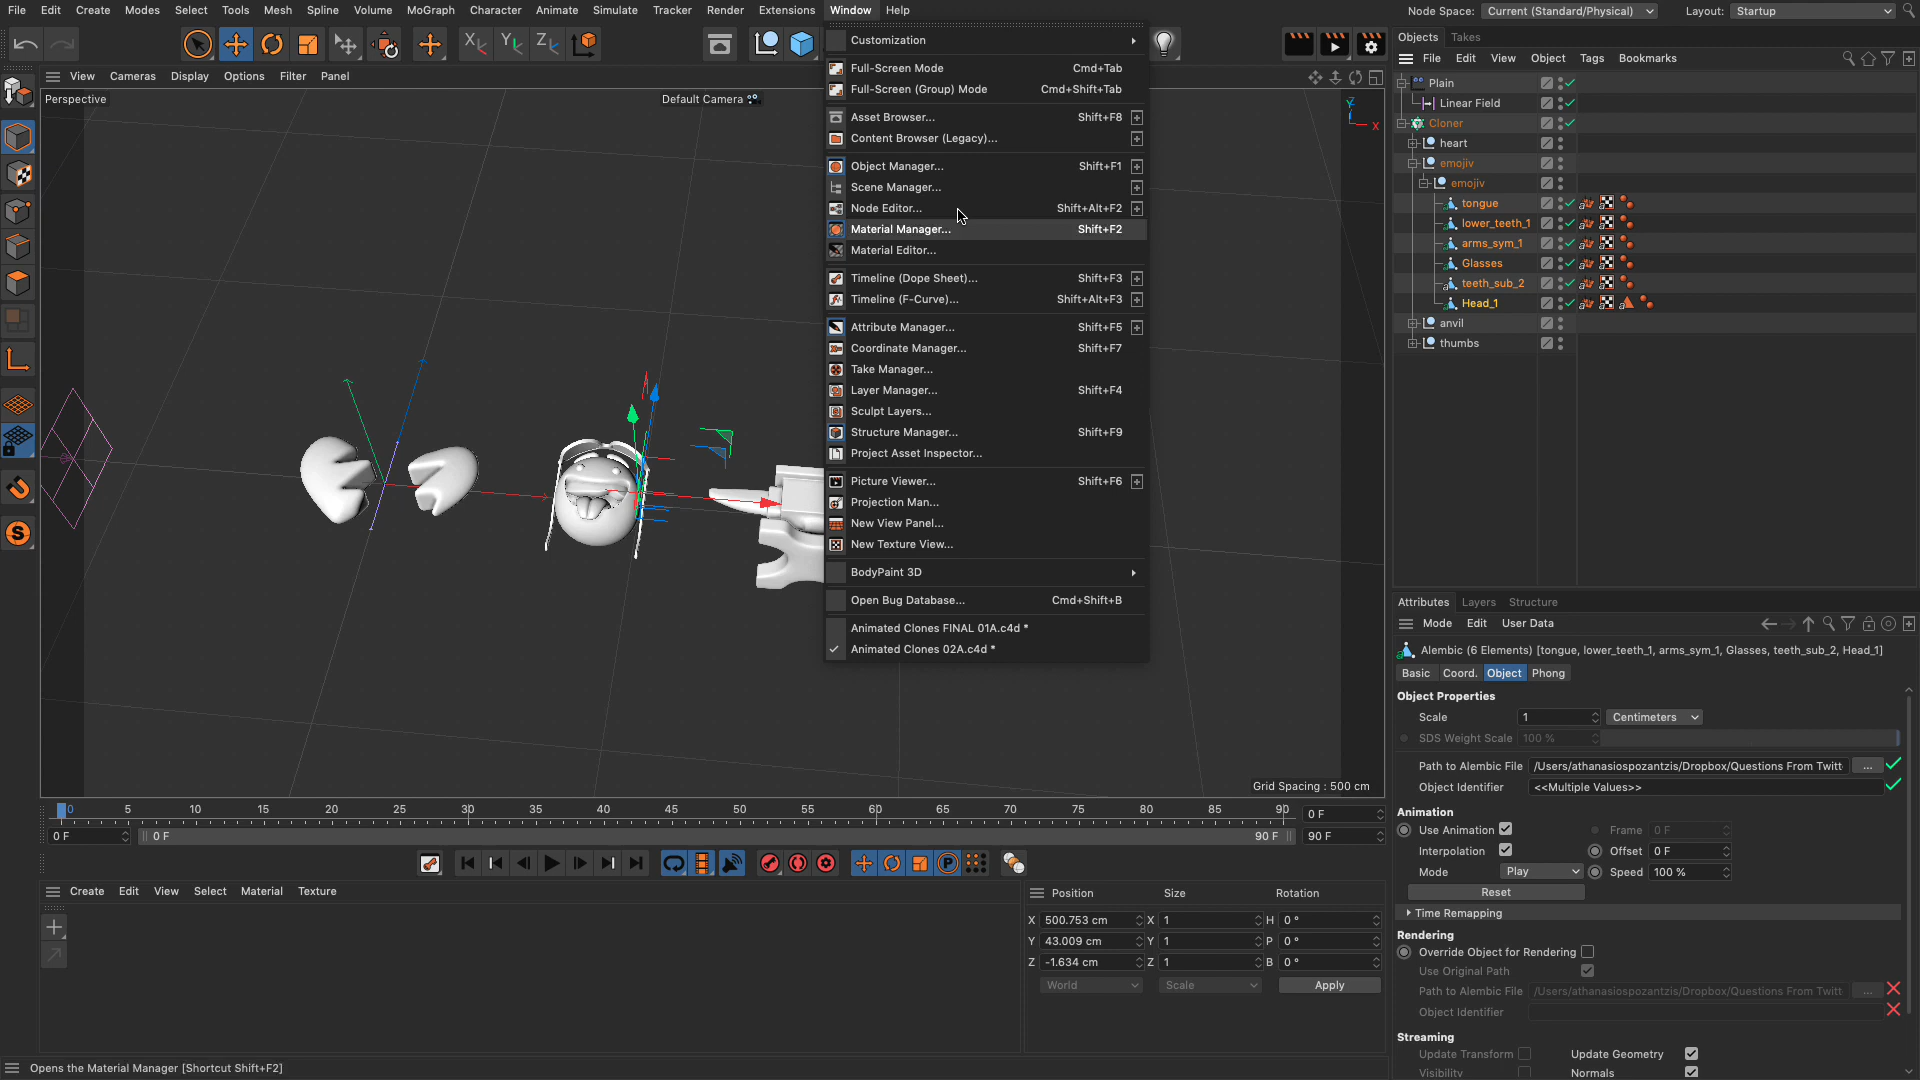 File Edit Create Modes Select Tools Mesh Spline Volume MoGraph Character Animate Simulate Tracker Render Extensions Window Help
Node Space: Current (Standard/Physical) Layout: Startup
View Cameras Display Options Filter Panel
Perspective
Default Camera
Y
X
Customization
Full-Screen Mode Cmd+Tab
Full-Screen (Group) Mode Cmd+Shift+Tab
Asset Browser... Shift+F8
Content Browser (Legacy)...
Object Manager... Shift+F1
Scene Manager...
Node Editor... Shift+Alt+F2
Material Manager... Shift+F2
Material Editor...
Timeline (Dope Sheet)... Shift+F3
Timeline (F-Curve)... Shift+Alt+F3
Attribute Manager... Shift+F5
Coordinate Manager... Shift+F7
Take Manager...
Layer Manager... Shift+F4
Sculpt Layers...
Structure Manager... Shift+F9
Project Asset Inspector...
Picture Viewer... Shift+F6
Projection Man...
New View Panel...
New Texture View...
BodyPaint 3D
Open Bug Database... Cmd+Shift+B
Animated Clones FINAL 01A.c4d *
Animated Clones 02A.c4d *
Grid Spacing : 500 cm
0 5 10 15 20 25 30 35 40 45 50 55 60 65 70 75 80 85 90
0 F
0 F
0 F
90 F
90 F
Create Edit View Select Material Texture
Position Size Rotation
X 500.753 cm X 1 H 0 °
Y 43.009 cm Y 1 P 0 °
Z -1.634 cm Z 1 B 0 °
World Scale Apply
Opens the Material Manager [Shortcut Shift+F2]
Objects Takes
File Edit View Object Tags Bookmarks
Plain
Linear Field
Cloner
heart
emojiv
emojiv
tongue
lower_teeth_1
arms_sym_1
Glasses
teeth_sub_2
Head_1
anvil
thumbs
Attributes Layers Structure
Mode Edit User Data
Alembic (6 Elements) [tongue, lower_teeth_1, arms_sym_1, Glasses, teeth_sub_2, Head_1]
Basic Coord. Object Phong
Object Properties
Scale 1 Centimeters
SDS Weight Scale 100 %
Path to Alembic File /Users/athanasiospozantzis/Dropbox/Questions From Twitt ...
Object Identifier <<Multiple Values>>
Animation
Use Animation Frame 0 F
Interpolation Offset 0 F
Mode Play Speed 100 %
Reset
Time Remapping
Rendering
Override Object for Rendering
Use Original Path
Path to Alembic File /Users/athanasiospozantzis/Dropbox/Questions From Twitt ...
Object Identifier
Streaming
Update Transform Update Geometry
Visibility Normals